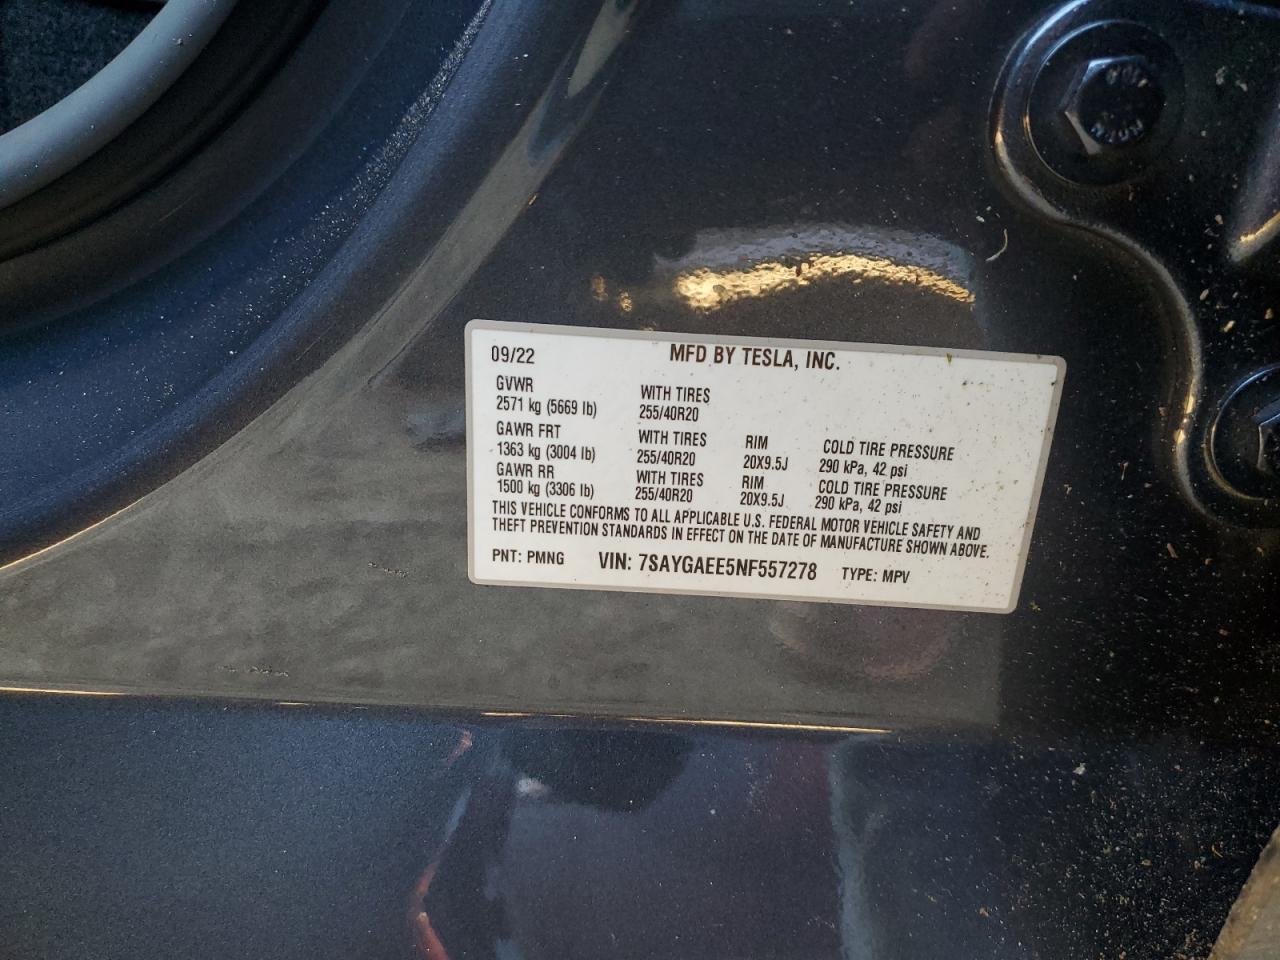 09/22 MFD BY TESLA, INC.
GVWR WITH TIRES
2571 kg (5669 lb) 255/40R20
GAWR FRT WITH TIRES RIM COLD TIRE PRESSURE
1363 kg (3004 lb) 255/40R20 20X9.5J 290 kPa, 42 psi
GAWR RR WITH TIRES RIM COLD TIRE PRESSURE
1500 kg (3306 lb) 255/40R20 20X9.5J 290 kPa, 42 psi
THIS VEHICLE CONFORMS TO ALL APPLICABLE U.S. FEDERAL MOTOR VEHICLE SAFETY AND
THEFT PREVENTION STANDARDS IN EFFECT ON THE DATE OF MANUFACTURE SHOWN ABOVE.
PNT: PMNG VIN: 7SAYGAEE5NF557278 TYPE: MPV